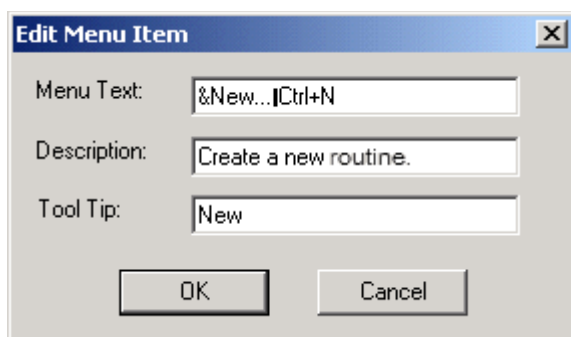 Edit Menu Item
Menu Text: &New...|Ctrl+N
Description: Create a new routine.
Tool Tip: New
OK Cancel